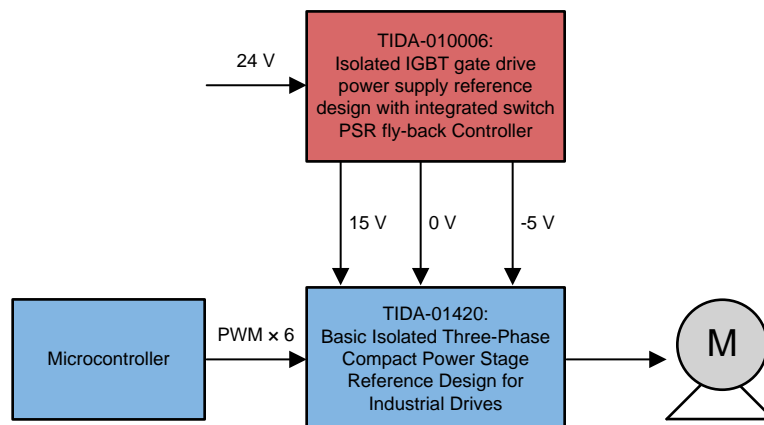 TIDA-010006:
Isolated IGBT gate drive
power supply reference
design with integrated switch
PSR fly-back Controller
24 V
15 V
0 V
-5 V
Microcontroller
PWM × 6
TIDA-01420:
Basic Isolated Three-Phase
Compact Power Stage
Reference Design for
Industrial Drives
M